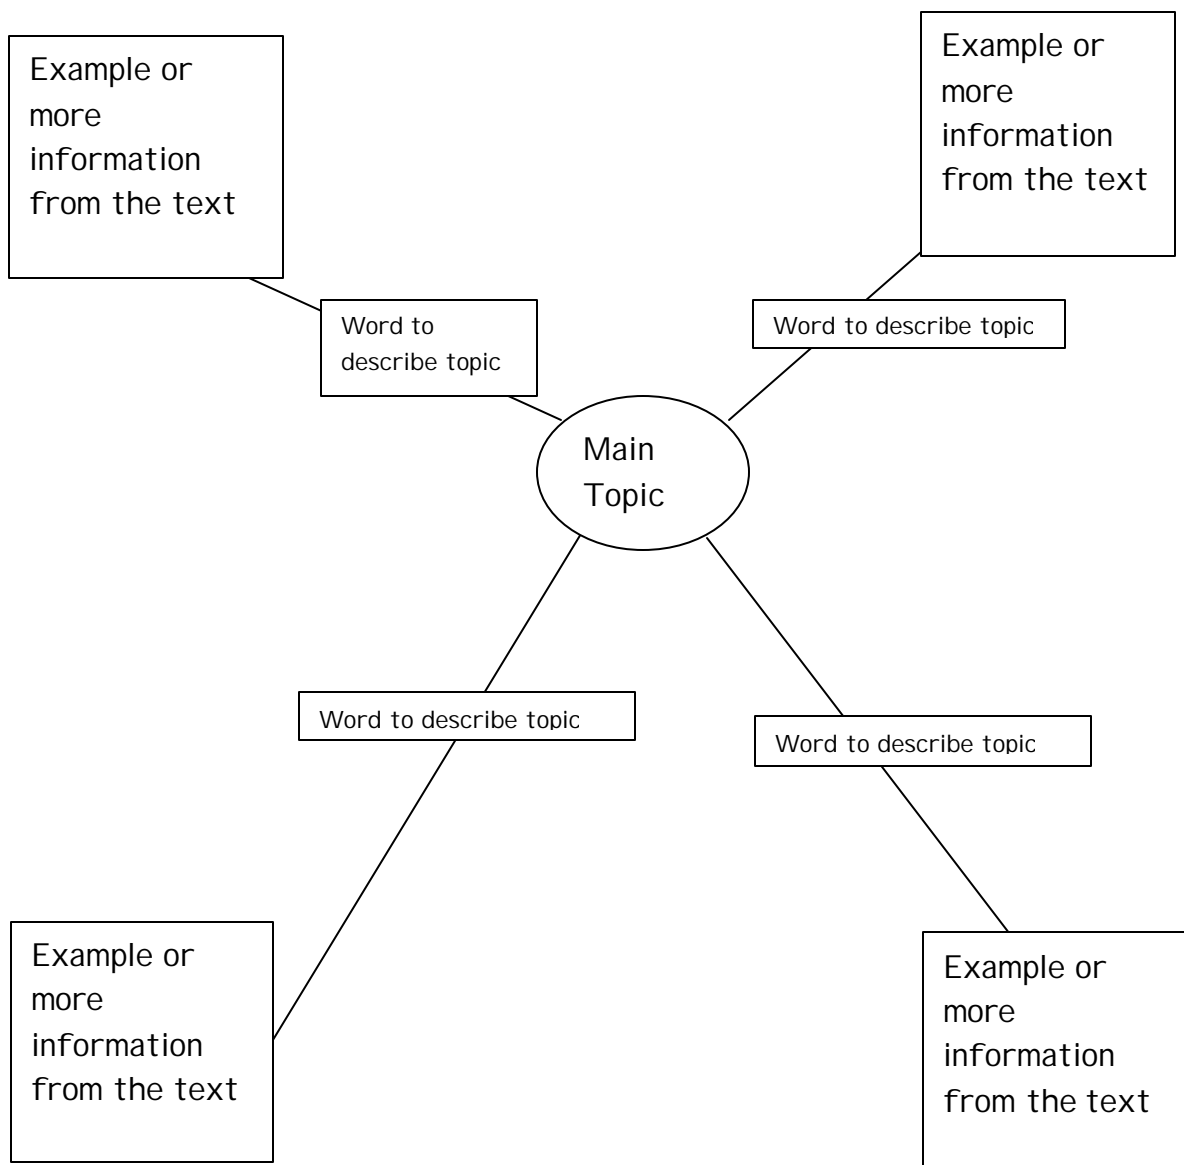 Example or
more
information
from the text
Example or
more
information
from the text
Word to
describe topic
Word to describe topic
Main
Topic
Word to describe topic
Word to describe topic
Example or
more
information
from the text
Example or
more
information
from the text